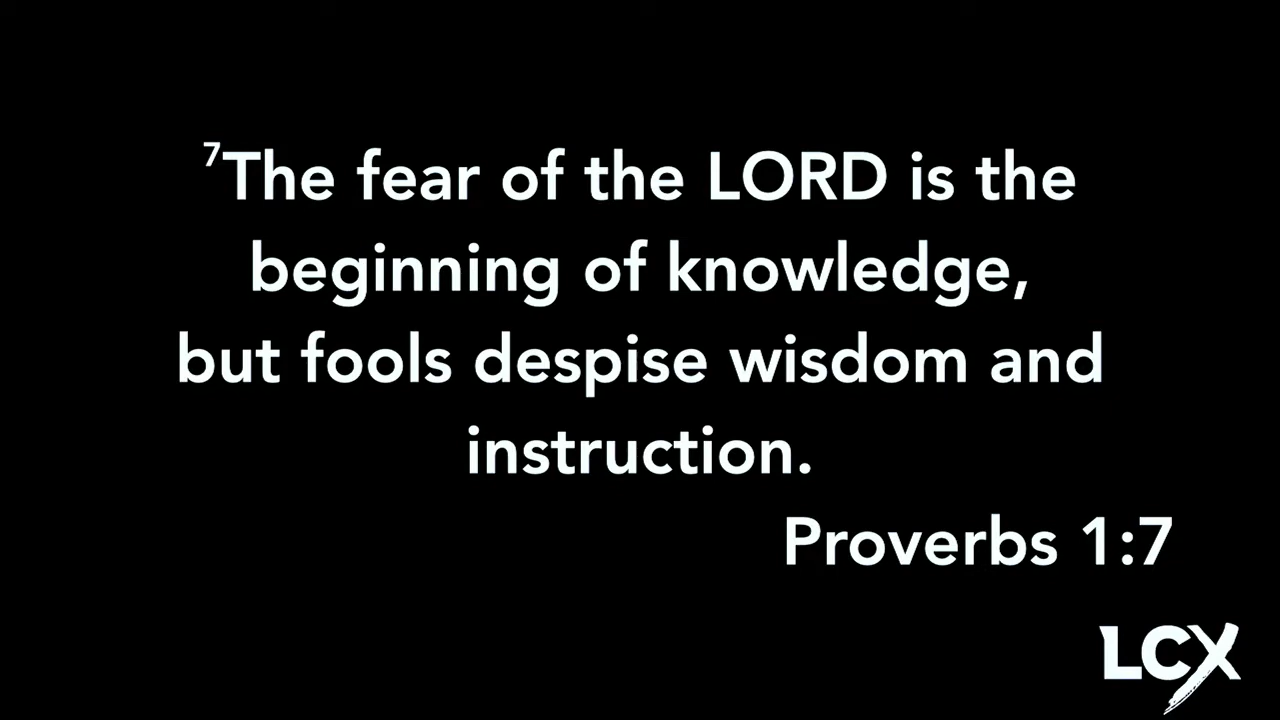 ⁷The fear of the LORD is the
beginning of knowledge,
but fools despise wisdom and
instruction.
Proverbs 1:7
LCX